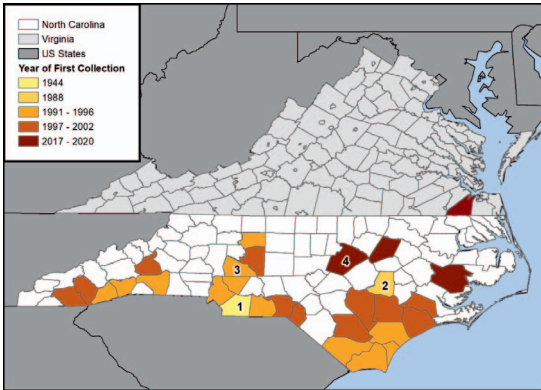 North Carolina
Virginia
US States
Year of First Collection
1944
1988
1991 - 1996
1997 - 2002
2017 - 2020
4
3
2
1